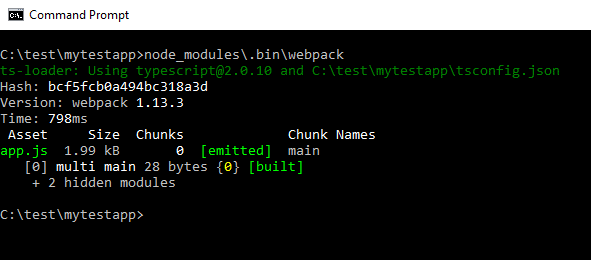 Command Prompt
C:\test\mytestapp>node_modules\.bin\webpack
ts-loader: Using typescript@2.0.10 and C:\test\mytestapp\tsconfig.json
Hash: bcf5fcb0a494bc318a3d
Version: webpack 1.13.3
Time: 798ms
Asset Size Chunks Chunk Names
app.js 1.99 kB 0 [emitted] main
[0] multi main 28 bytes {0} [built]
+ 2 hidden modules
C:\test\mytestapp>